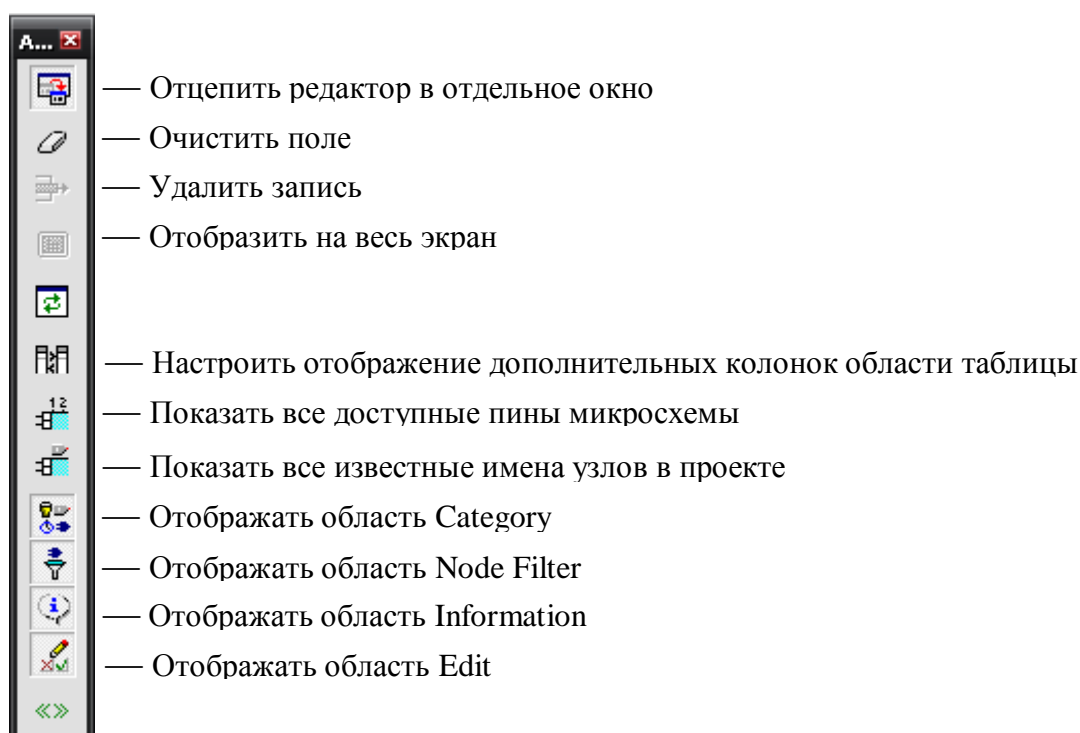 A...
Отцепить редактор в отдельное окно
Очистить поле
Удалить запись
Отобразить на весь экран
Настроить отображение дополнительных колонок области таблицы
12
Показать все доступные пины микросхемы
Показать все известные имена узлов в проекте
Отображать область Category
Отображать область Node Filter
Отображать область Information
Отображать область Edit